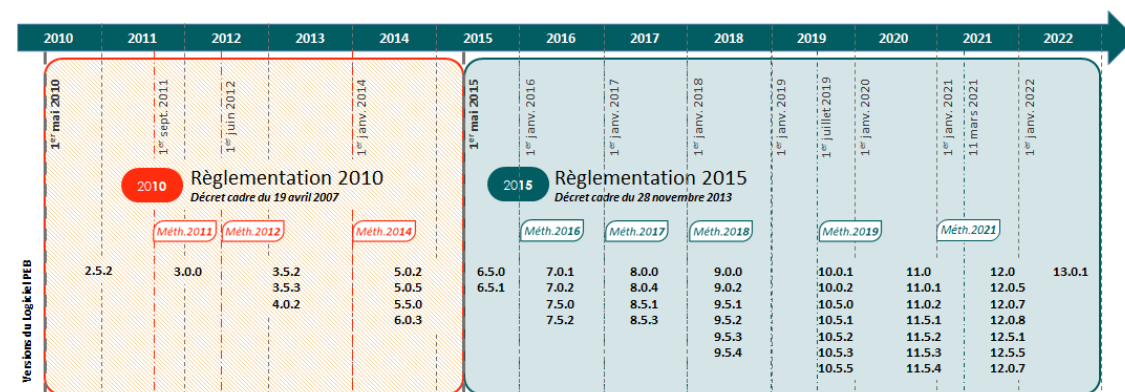 2010 2011 2012 2013 2014 2015 2016 2017 2018 2019 2020 2021 2022
1er mai 2010
1er sept. 2011
1er juin 2012
1er janv. 2014
1er mai 2015
1er janv. 2016
1er janv. 2017
1er janv. 2018
1er janv. 2019
1er juillet 2019
1er janv. 2020
1er janv. 2021
11 mars 2021
1er janv. 2022
2010 Règlementation 2010
Décret cadre du 19 avril 2007
2015 Règlementation 2015
Décret cadre du 28 novembre 2013
Méth.2011 Méth.2012 Méth.2014 Méth.2016 Méth.2017 Méth.2018 Méth.2019 Méth.2021
Versions du Logiciel PEB
2.5.2 3.0.0 3.5.2 5.0.2 6.5.0 7.0.1 8.0.0 9.0.0 10.0.1 11.0 12.0 13.0.1
3.5.3 5.0.5 6.5.1 7.0.2 8.0.4 9.0.2 10.0.2 11.0.1 12.0.5
4.0.2 5.5.0 7.5.0 8.5.1 9.5.1 10.5.0 11.0.2 12.0.7
6.0.3 7.5.2 8.5.3 9.5.2 10.5.1 11.5.1 12.0.8
9.5.3 10.5.2 11.5.2 12.5.1
9.5.4 10.5.3 11.5.3 12.5.5
10.5.5 11.5.4 12.0.7